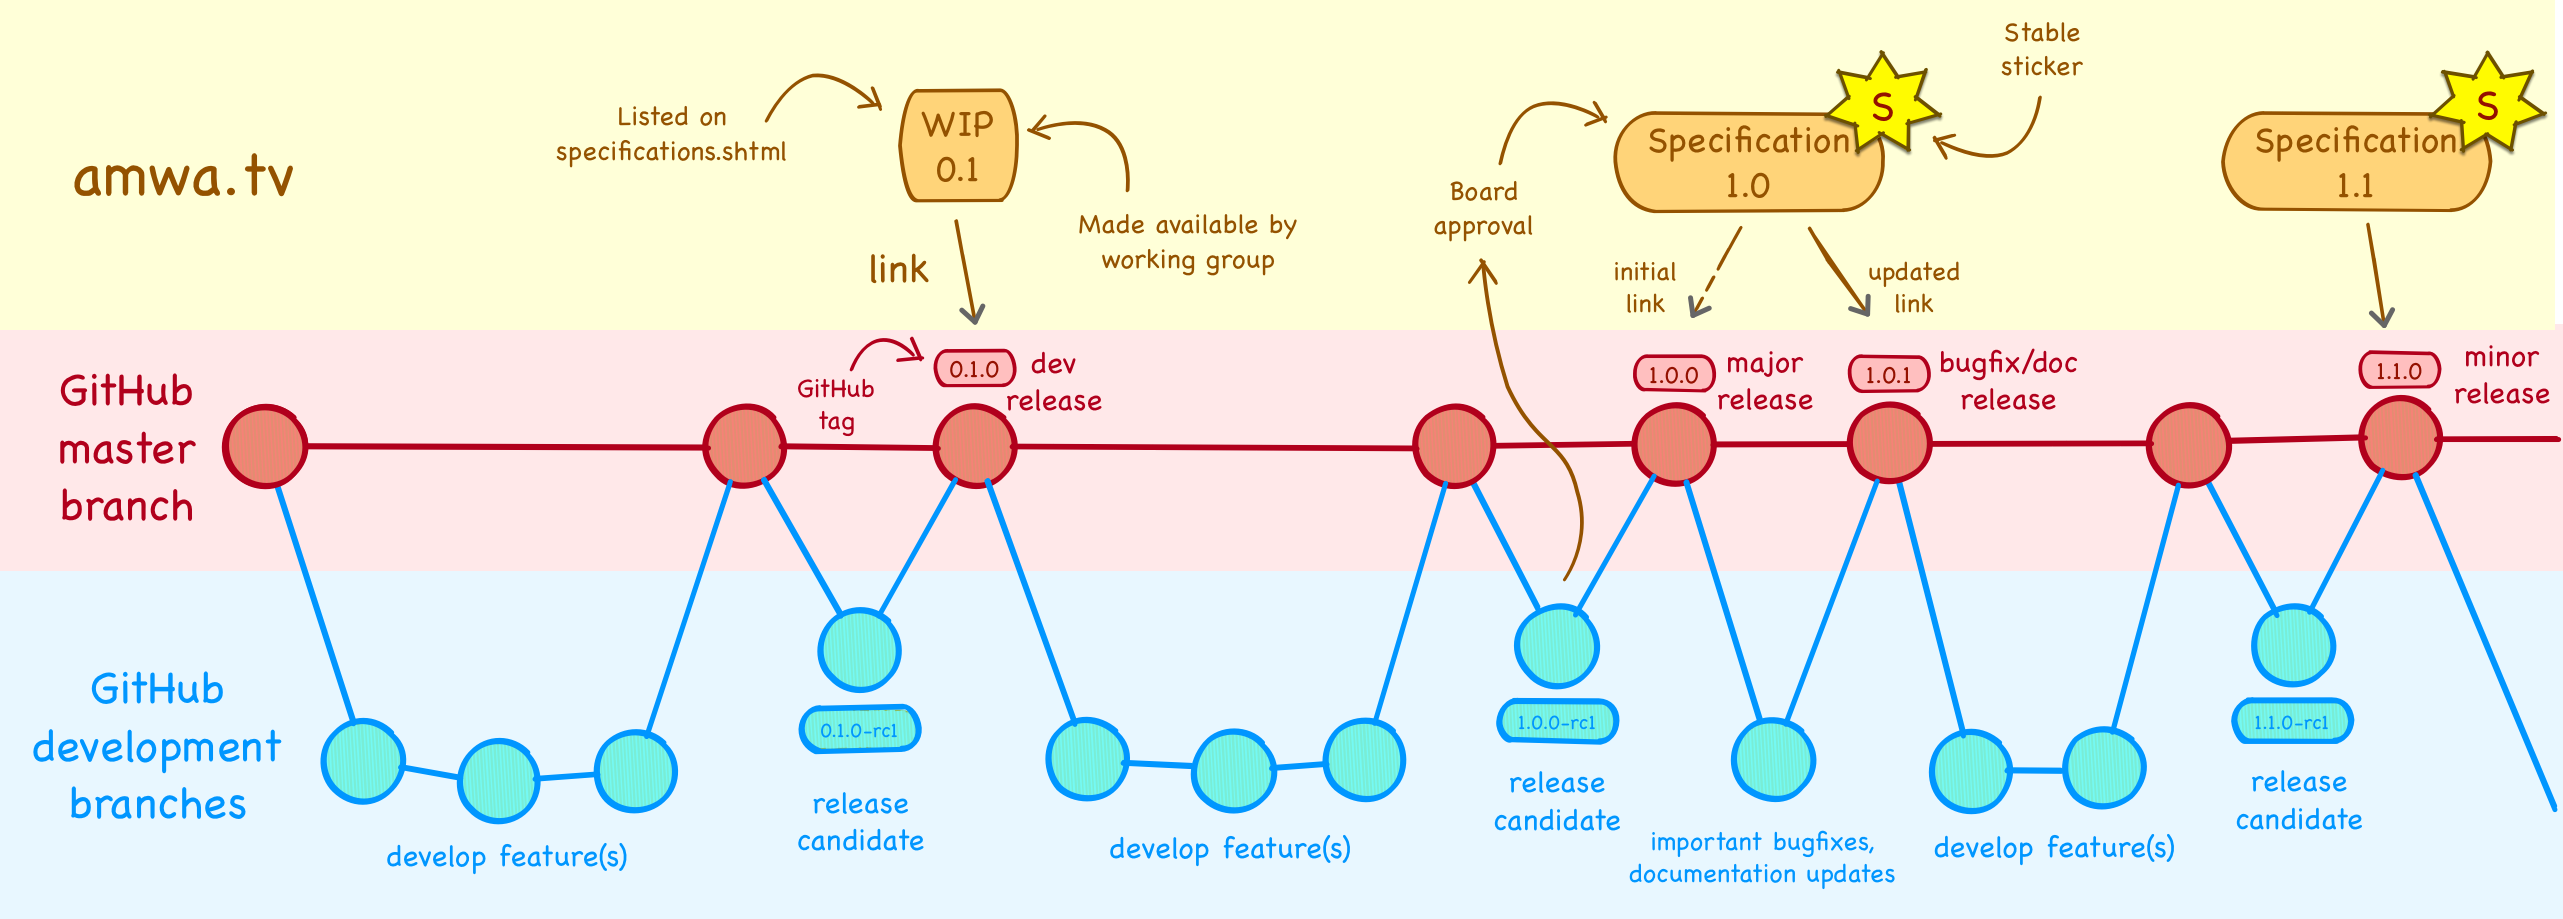 amwa.tv
Listed on
specifications.shtml
WIP
0.1
link
Made available by
working group
Board
approval
Specification
1.0
S
Stable
sticker
initial
link
updated
link
Specification
1.1
S
GitHub
master
branch
GitHub
tag
0.1.0
dev
release
1.0.0
major
release
1.0.1
bugfix/doc
release
1.1.0
minor
release
GitHub
development
branches
develop feature(s)
0.1.0-rc1
release
candidate
develop feature(s)
1.0.0-rc1
release
candidate
important bugfixes,
documentation updates
develop feature(s)
1.1.0-rc1
release
candidate